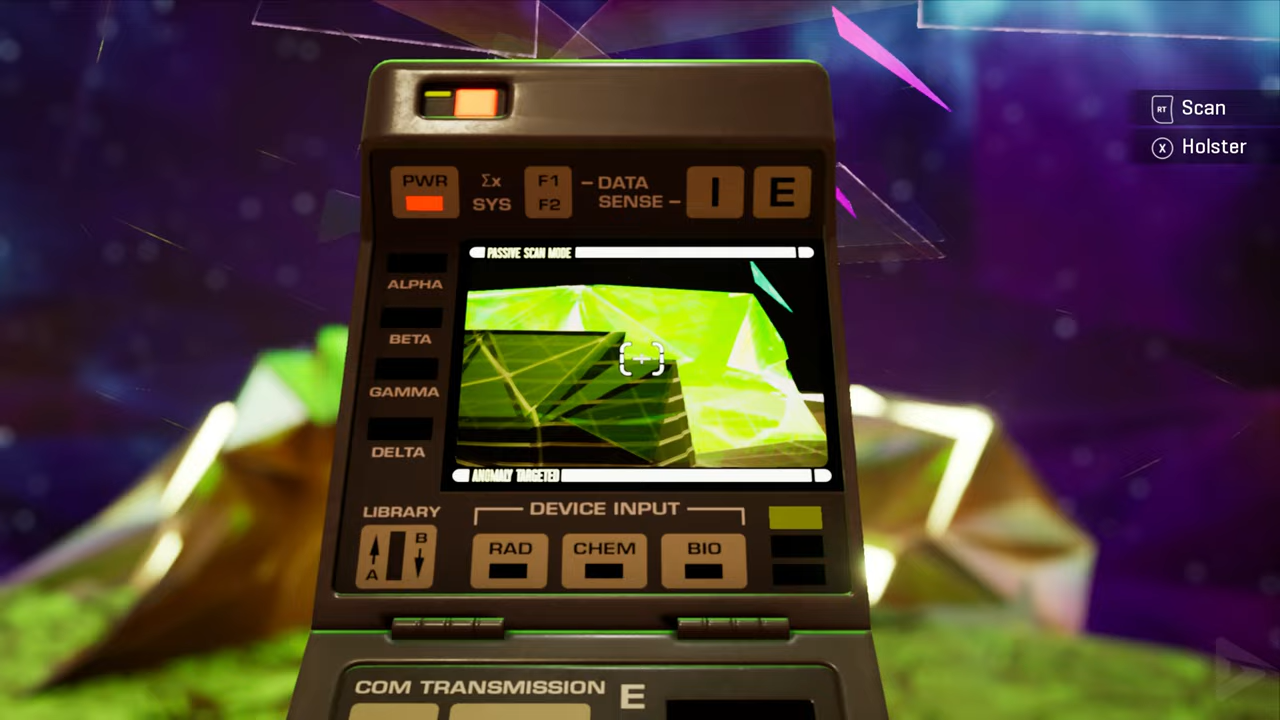 RT Scan
X Holster
PWR
Σx
SYS
F1
F2
– DATA
SENSE –
I
E
PASSIVE SCAN MODE
ALPHA
BETA
GAMMA
DELTA
ANOMALY TARGETED
LIBRARY
B
A
DEVICE INPUT
RAD
CHEM
BIO
COM TRANSMISSION
E